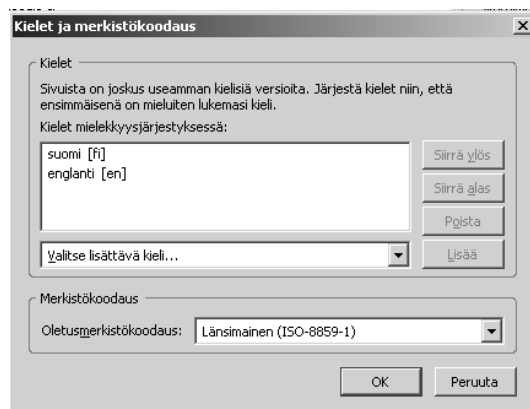 Kielet ja merkistökoodaus
Kielet
Sivuista on joskus useamman kielisiä versioita. Järjestä kielet niin, että
ensimmäisenä on mieluiten lukemasi kieli.
Kielet mielekkyysjärjestyksessä:
suomi [fi]
englanti [en]
Siirrä ylös
Siirrä alas
Poista
Valitse lisättävä kieli...
Lisää
Merkistökoodaus
Oletusmerkistökoodaus: Länsimainen (ISO-8859-1)
OK Peruuta